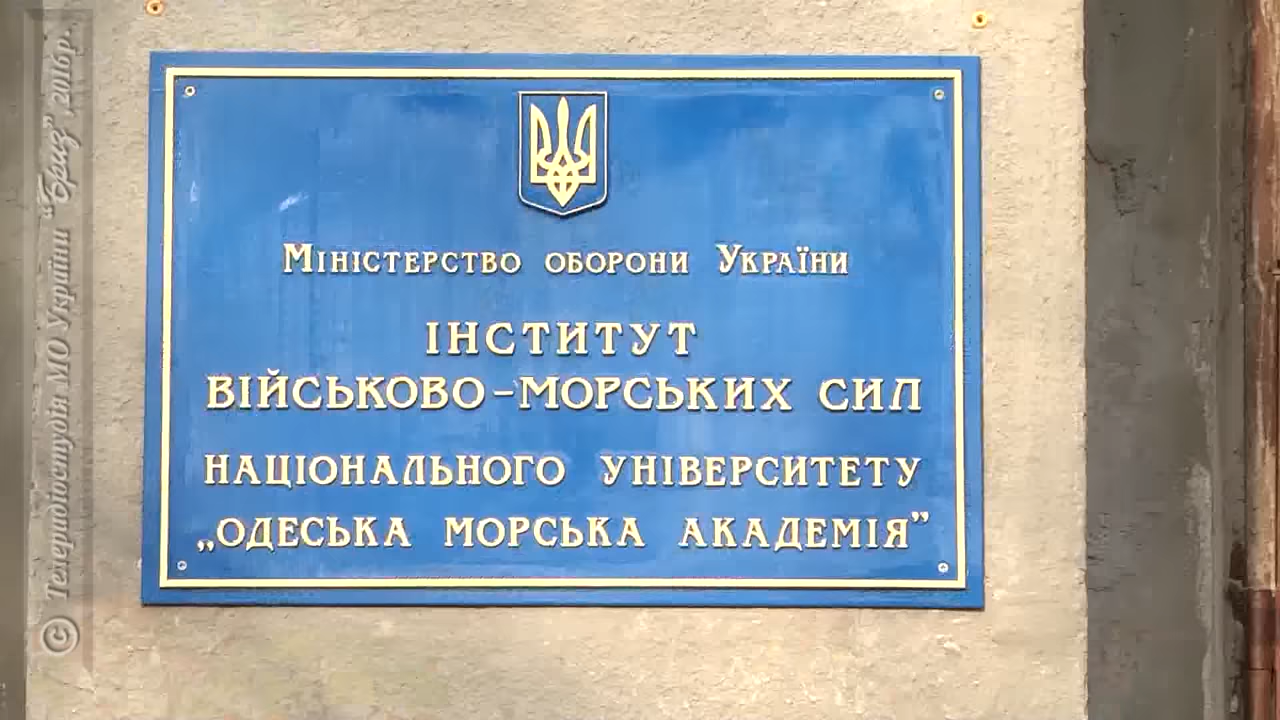 Міністерство оборони України
ІНСТИТУТ
ВІЙСЬКОВО-МОРСЬКИХ СИЛ
НАЦІОНАЛЬНОГО УНІВЕРСИТЕТУ
„ОДЕСЬКА МОРСЬКА АКАДЕМІЯ”
© Телерадіостудія МО України “Бриз”, 2016р.